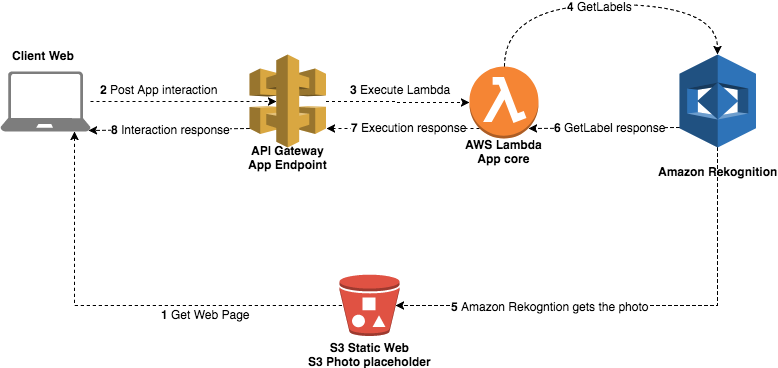 4 GetLabels
Client Web
2 Post App interaction
3 Execute Lambda
8 Interaction response
7 Execution response
6 GetLabel response
API Gateway
App Endpoint
AWS Lambda
App core
Amazon Rekognition
1 Get Web Page
5 Amazon Rekogntion gets the photo
S3 Static Web
S3 Photo placeholder